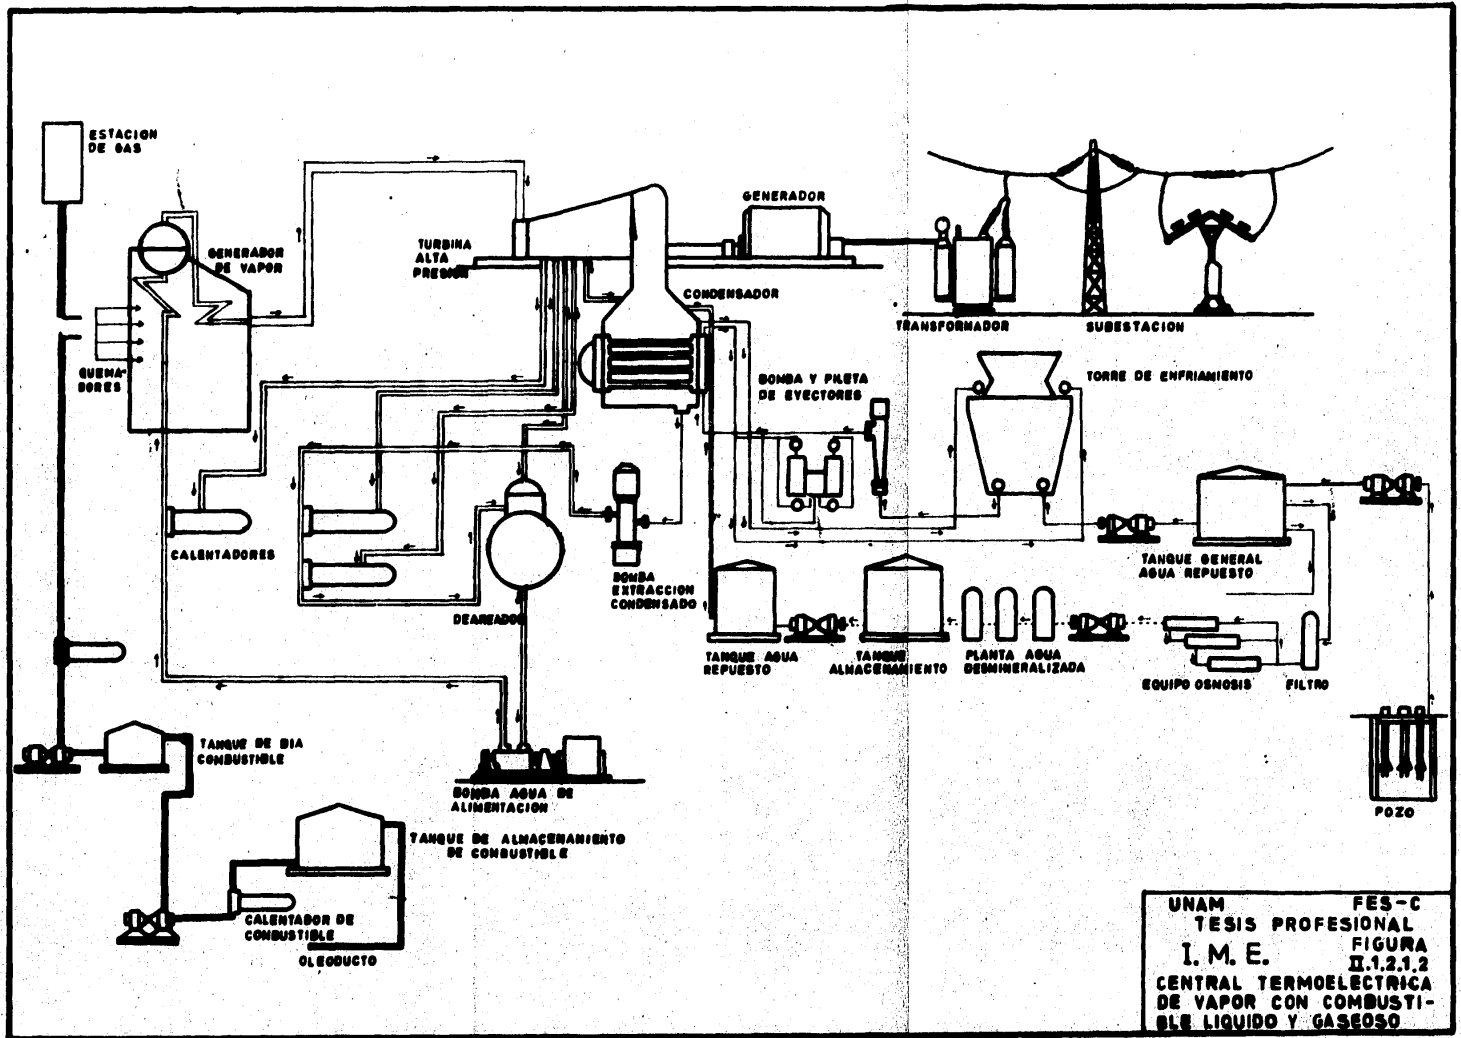 ESTACION
DE GAS
GENERADOR
DE VAPOR
QUEMA-
DORES
TURBINA
ALTA
PRESION
GENERADOR
CONDENSADOR
TRANSFORMADOR
SUBESTACION
BOMBA Y PILETA
DE EYECTORES
TORRE DE ENFRIAMIENTO
CALENTADORES
DEAREADOR
BOMBA
EXTRACCION
CONDENSADO
TANQUE GENERAL
AGUA REPUESTO
TANQUE AGUA
REPUESTO
TANQUE
ALMACENAMIENTO
PLANTA AGUA
DESMINERALIZADA
EQUIPO OSMOSIS
FILTRO
POZO
TANQUE DE DIA
COMBUSTIBLE
BOMBA AGUA DE
ALIMENTACION
TANQUE DE ALMACENAMIENTO
DE COMBUSTIBLE
CALENTADOR DE
COMBUSTIBLE
OLEODUCTO
UNAM FES-C
TESIS PROFESIONAL
I. M. E. FIGURA
II.1.2.1.2
CENTRAL TERMOELECTRICA
DE VAPOR CON COMBUSTI-
BLE LIQUIDO Y GASEOSO